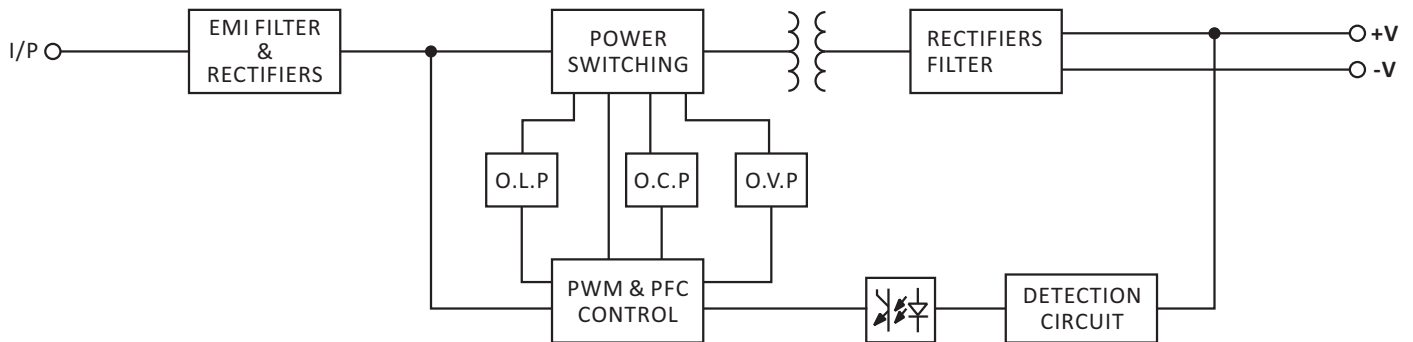 I/P
EMI FILTER
&
RECTIFIERS
POWER
SWITCHING
RECTIFIERS
FILTER
+V
-V
O.L.P
O.C.P
O.V.P
PWM & PFC
CONTROL
DETECTION
CIRCUIT